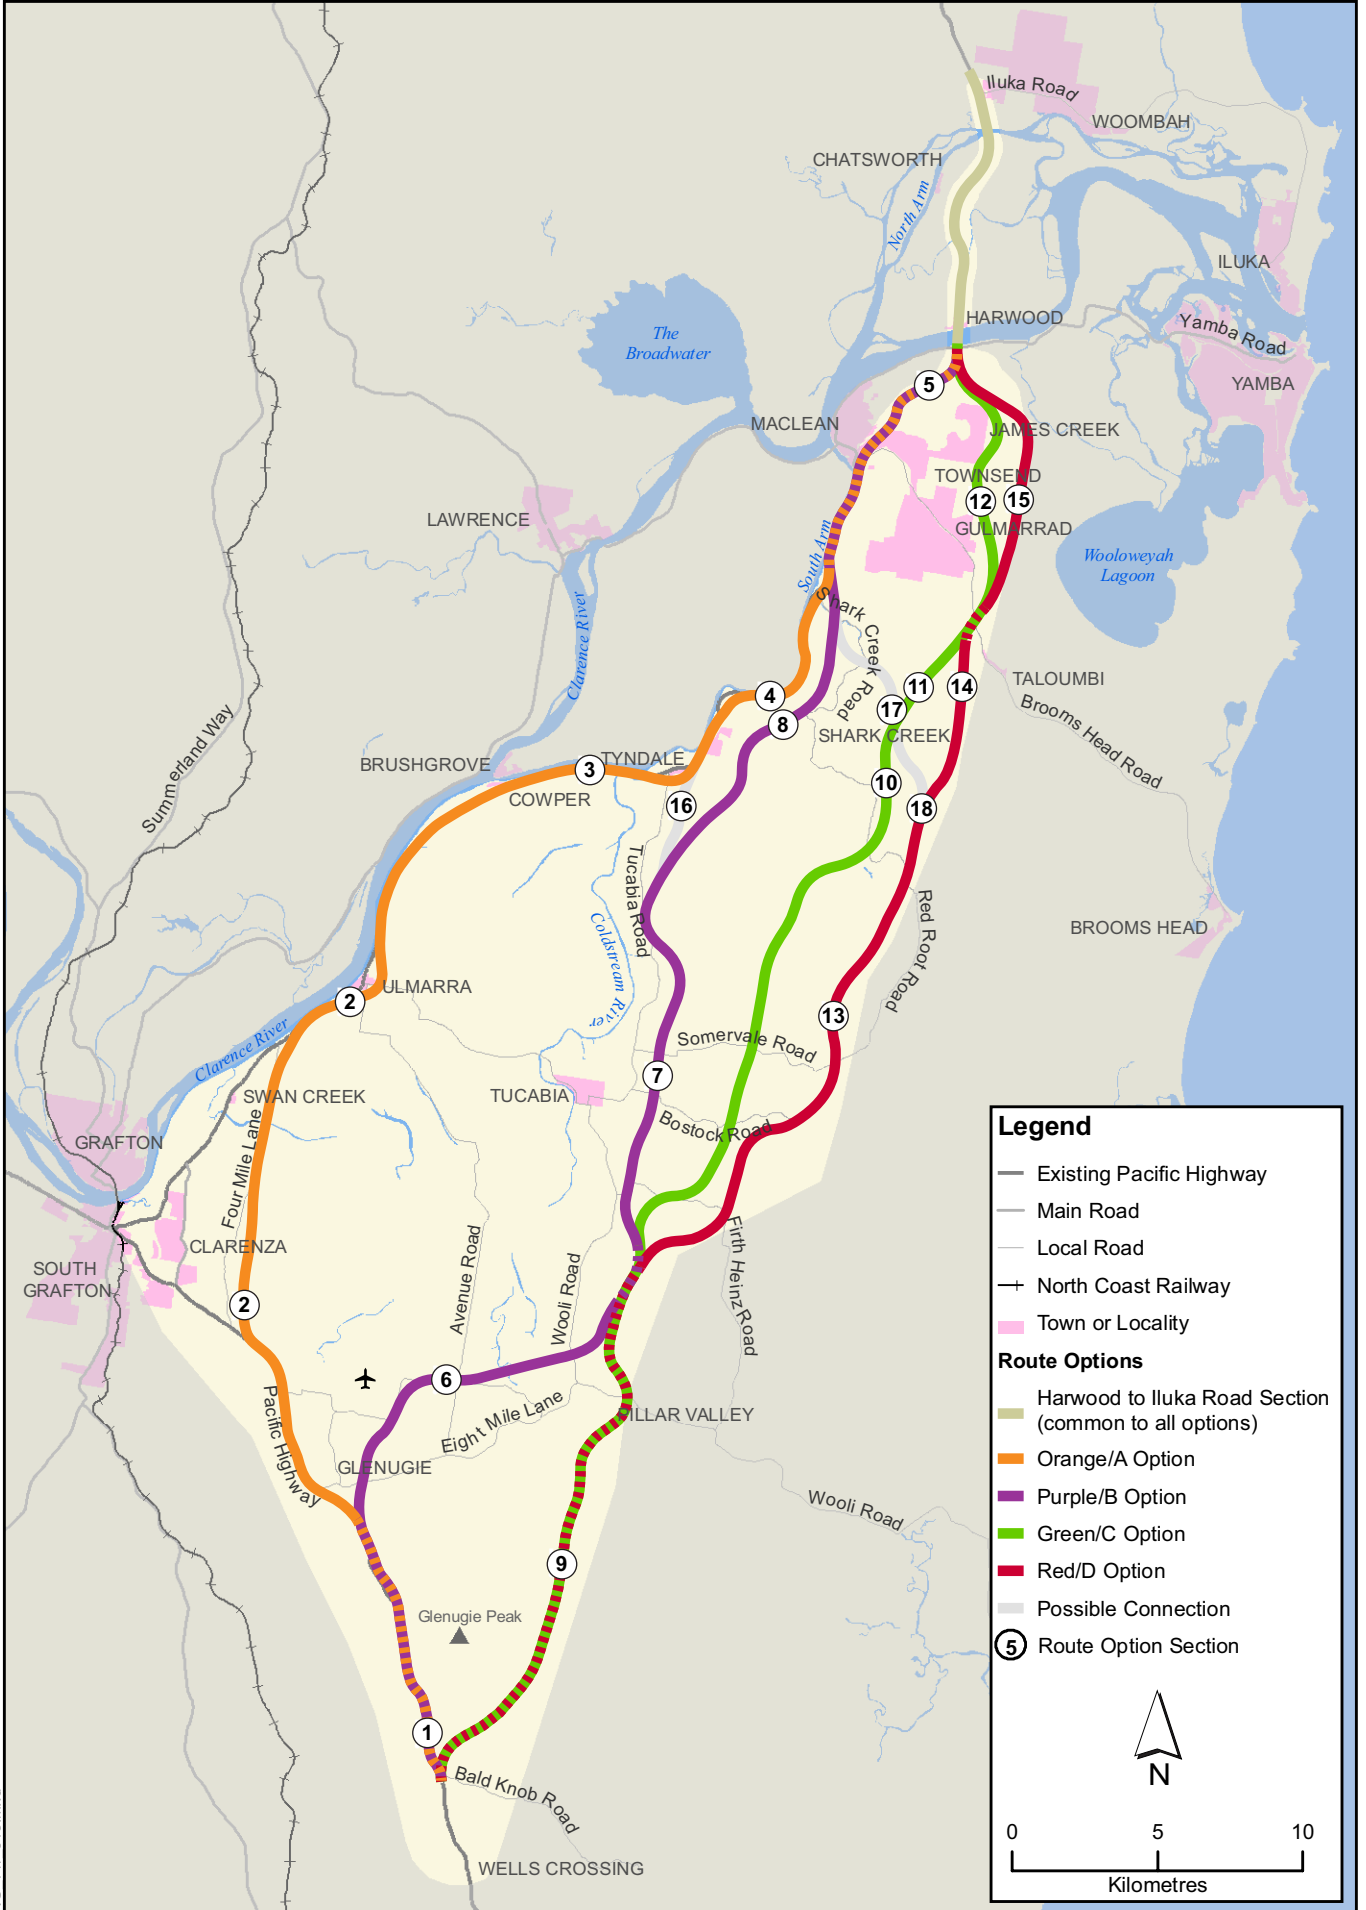 Iluka Road
WOOMBAH
CHATSWORTH
North Arm
ILUKA
HARWOOD
Yamba Road
The
Broadwater
YAMBA
5
MACLEAN
JAMES CREEK
TOWNSEND
12
15
LAWRENCE
GULMARRAD
Wooloweyah
Lagoon
South Arm
Shark Creek
Road
Clarence River
TALOUMBI
11
14
4
17
Brooms Head Road
8
SHARK CREEK
Summerland Way
BRUSHGROVE
TYNDALE
3
10
COWPER
16
18
Tucabia Road
Red Root Road
BROOMS HEAD
Coldstream River
ULMARRA
2
13
Clarence River
Somervale Road
7
SWAN CREEK
TUCABIA
Bostock Road
GRAFTON
Four Mile Lane
CLARENZA
SOUTH
GRAFTON
Avenue Road
Wooli Road
Firth Heinz Road
2
6
Pacific Highway
Eight Mile Lane
PILLAR VALLEY
GLENUGIE
Wooli Road
9
Glenugie Peak
1
Bald Knob Road
WELLS CROSSING
Legend
Existing Pacific Highway
Main Road
Local Road
North Coast Railway
Town or Locality
Route Options
Harwood to Iluka Road Section
(common to all options)
Orange/A Option
Purple/B Option
Green/C Option
Red/D Option
Possible Connection
5 Route Option Section
N
0 5 10
Kilometres